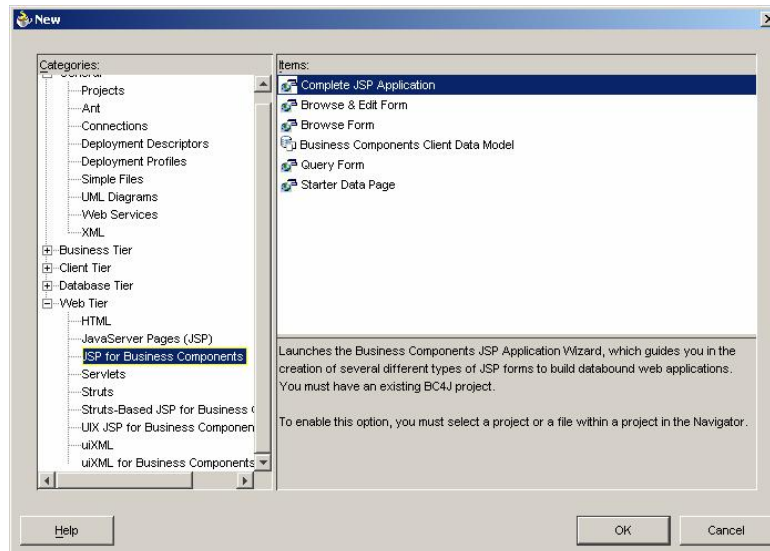 New
Categories:
General
Projects
Ant
Connections
Deployment Descriptors
Deployment Profiles
Simple Files
UML Diagrams
Web Services
XML
Business Tier
Client Tier
Database Tier
Web Tier
HTML
JavaServer Pages (JSP)
JSP for Business Components
Servlets
Struts
Struts-Based JSP for Business
UIX JSP for Business Componen
uiXML
uiXML for Business Components
Items:
Complete JSP Application
Browse & Edit Form
Browse Form
Business Components Client Data Model
Query Form
Starter Data Page
Launches the Business Components JSP Application Wizard, which guides you in the
creation of several different types of JSP forms to build databound web applications.
You must have an existing BC4J project.
To enable this option, you must select a project or a file within a project in the Navigator.
Help
OK
Cancel